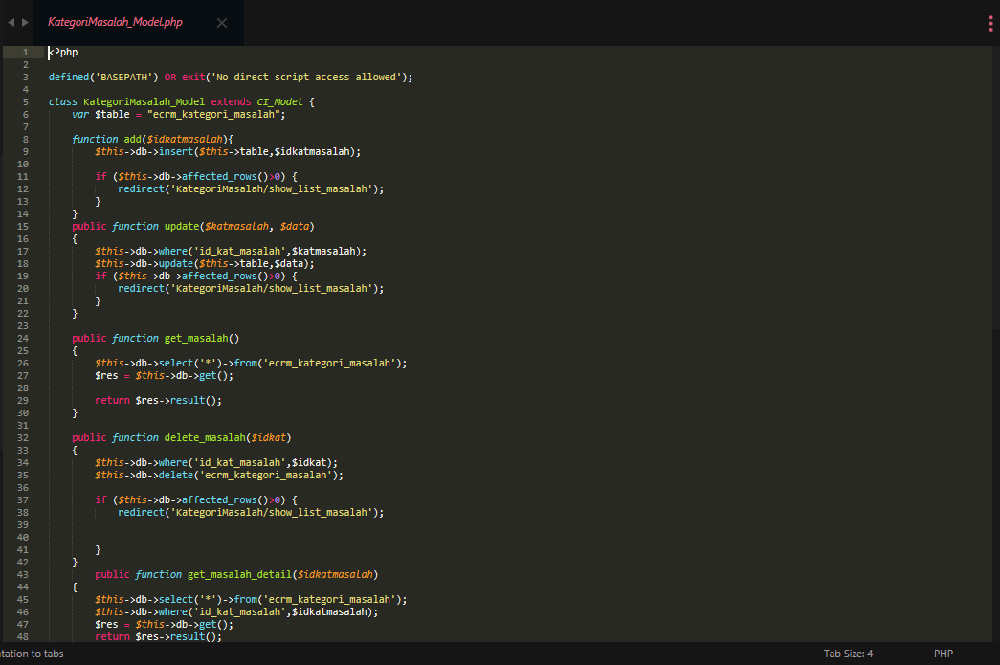 KategoriMasalah_Model.php
1 <?php
2
3 defined('BASEPATH') OR exit('No direct script access allowed');
4
5 class KategoriMasalah_Model extends CI_Model {
6     var $table = "ecrm_kategori_masalah";
7
8     function add($idkatmasalah){
9         $this->db->insert($this->table,$idkatmasalah);
10
11         if ($this->db->affected_rows()>0) {
12             redirect('KategoriMasalah/show_list_masalah');
13         }
14     }
15     public function update($katmasalah, $data)
16     {
17         $this->db->where('id_kat_masalah',$katmasalah);
18         $this->db->update($this->table,$data);
19         if ($this->db->affected_rows()>0) {
20             redirect('KategoriMasalah/show_list_masalah');
21         }
22     }
23
24     public function get_masalah()
25     {
26         $this->db->select('*')->from('ecrm_kategori_masalah');
27         $res = $this->db->get();
28
29         return $res->result();
30     }
31
32     public function delete_masalah($idkat)
33     {
34         $this->db->where('id_kat_masalah',$idkat);
35         $this->db->delete('ecrm_kategori_masalah');
36
37         if ($this->db->affected_rows()>0) {
38             redirect('KategoriMasalah/show_list_masalah');
39
40
41         }
42     }
43         public function get_masalah_detail($idkatmasalah)
44     {
45         $this->db->select('*')->from('ecrm_kategori_masalah');
46         $this->db->where('id_kat_masalah',$idkatmasalah);
47         $res = $this->db->get();
48         return $res->result();
tation to tabs
Tab Size: 4
PHP